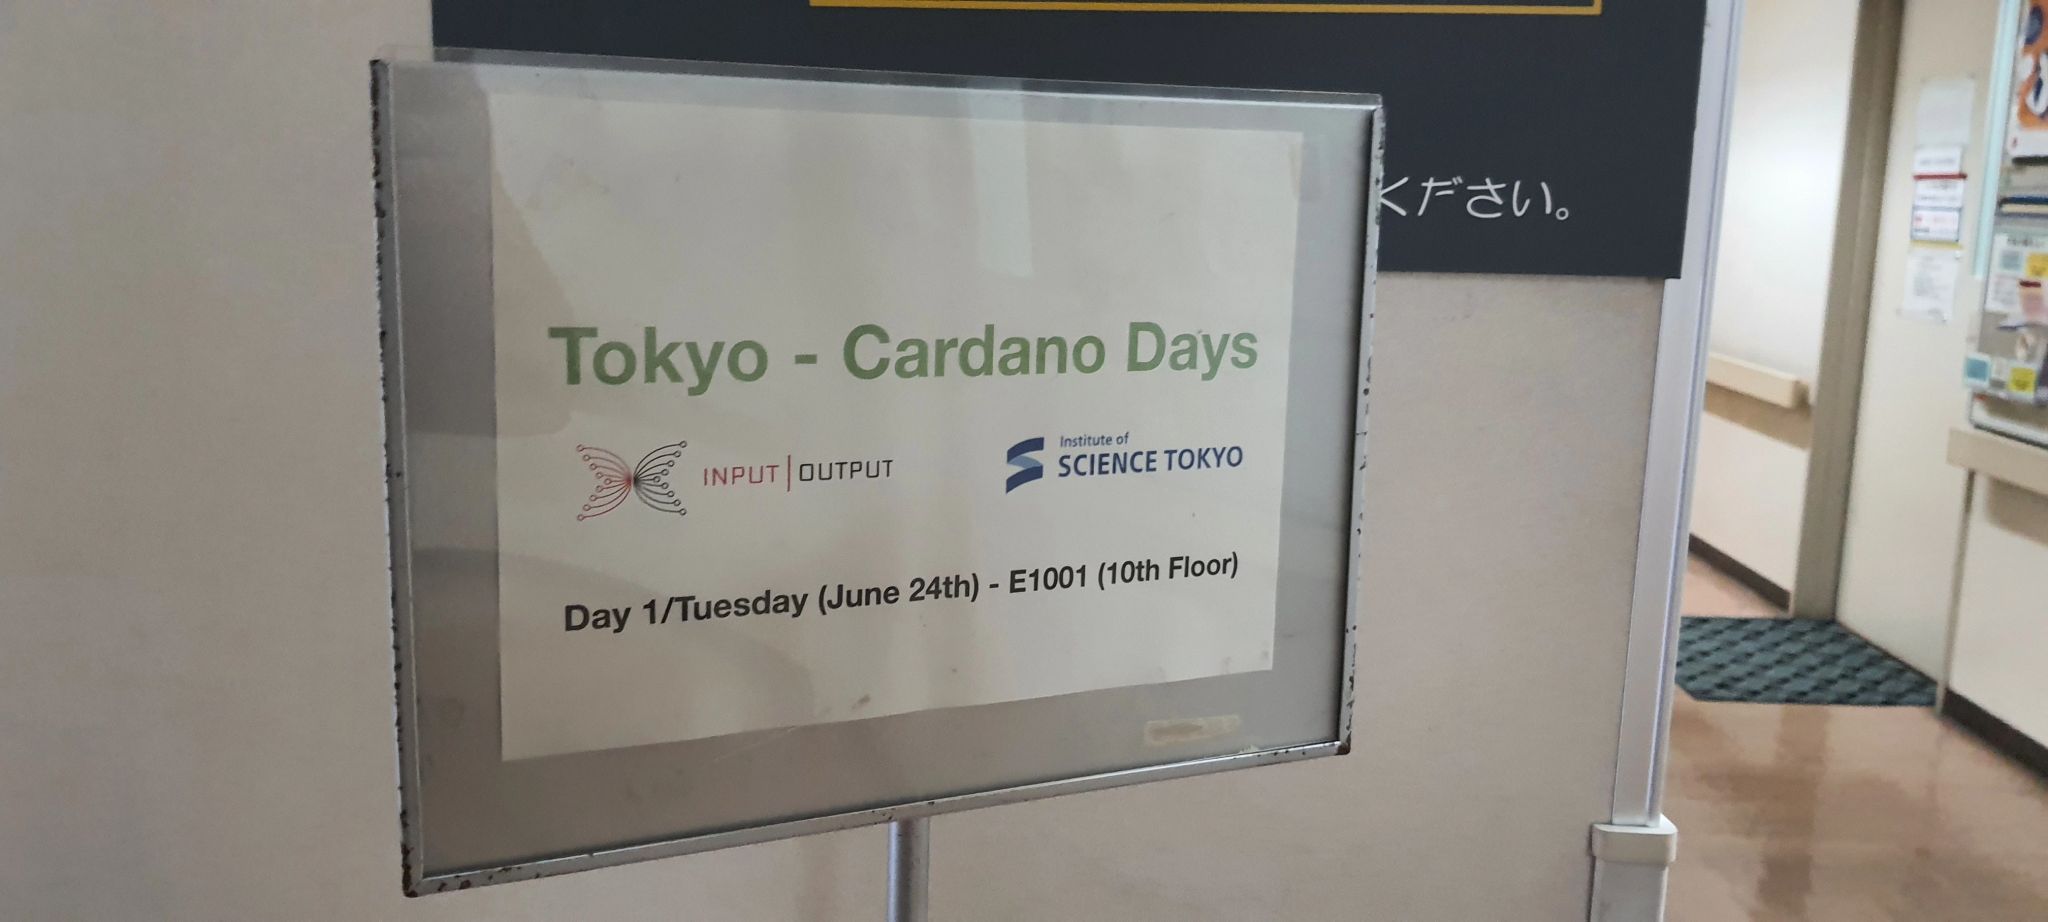 ください。
Tokyo - Cardano Days
INPUT | OUTPUT
Institute of
SCIENCE TOKYO
Day 1/Tuesday (June 24th) - E1001 (10th Floor)